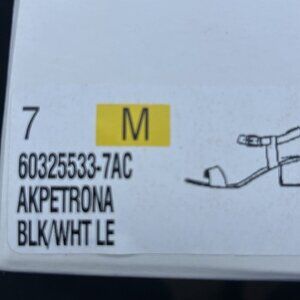 7 M
60325533-7AC
AKPETRONA
BLK/WHT LE